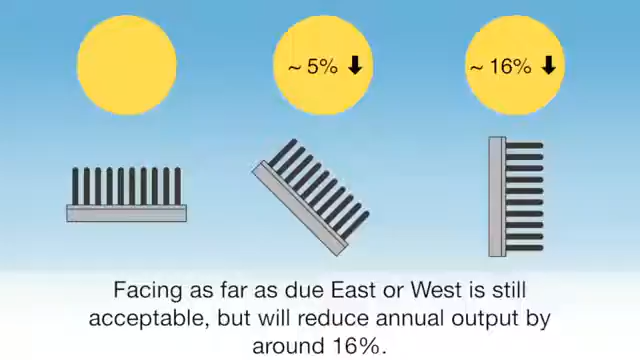 ~ 5% ⬇
~ 16% ⬇
Facing as far as due East or West is still
acceptable, but will reduce annual output by
around 16%.